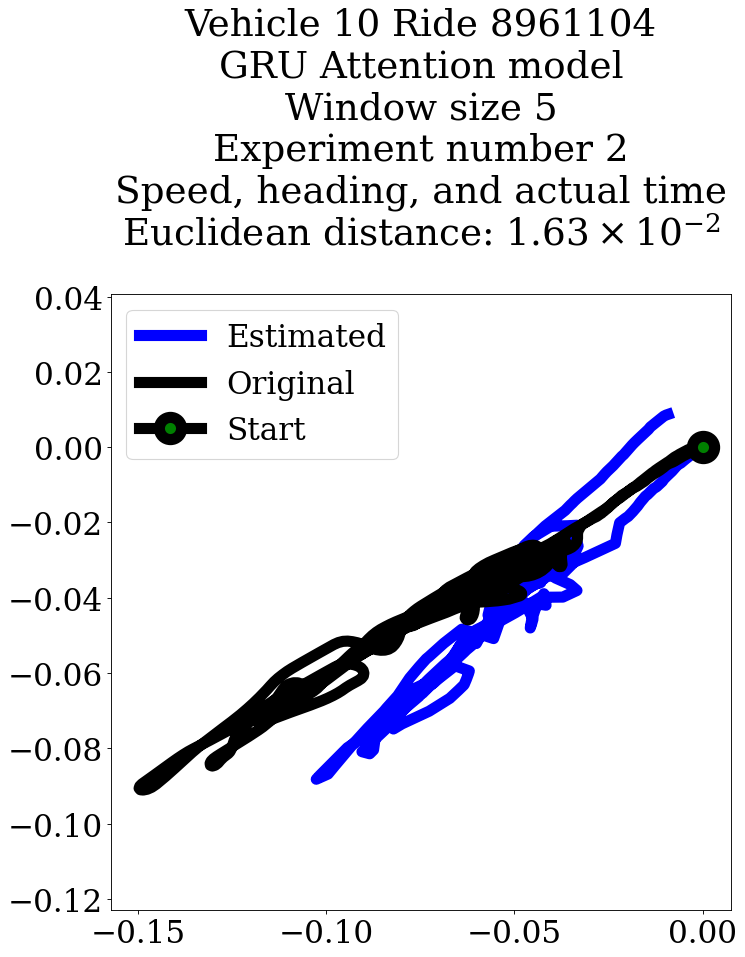 Vehicle 10 Ride 8961104
GRU Attention model
Window size 5
Experiment number 2
Speed, heading, and actual time
Euclidean distance: 1.63 × 10⁻²
0.04
Estimated
0.02
Original
Start
0.00
−0.02
−0.04
−0.06
−0.08
−0.10
−0.12
−0.15 −0.10 −0.05 0.00